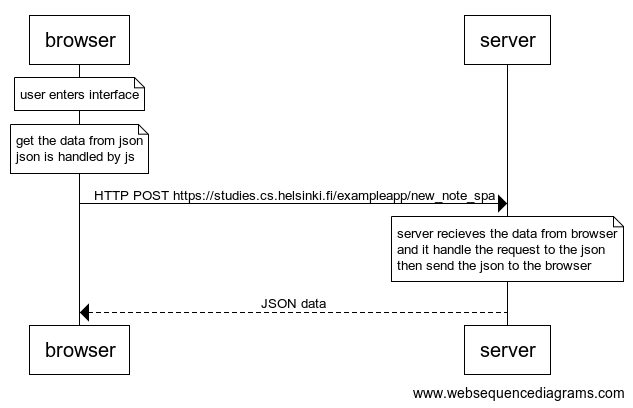 browser
server
user enters interface
get the data from json
json is handled by js
HTTP POST https://studies.cs.helsinki.fi/exampleapp/new_note_spa
server recieves the data from browser
and it handle the request to the json
then send the json to the browser
JSON data
browser
server
www.websequencediagrams.com